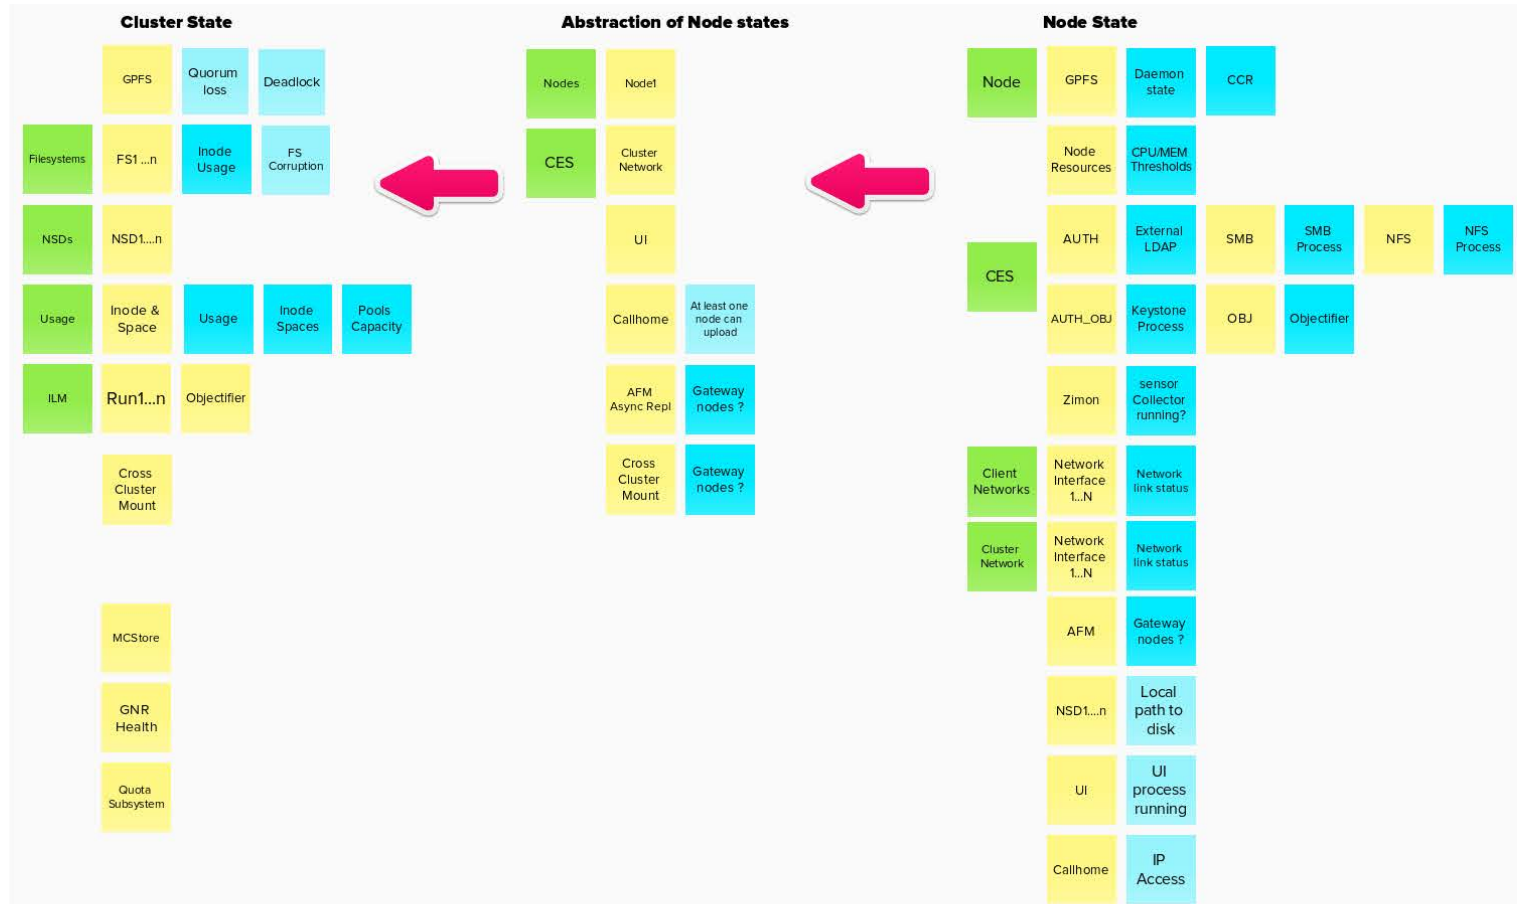 Cluster State
GPFS
Quorum
loss
Deadlock
Filesystems
FS1 ...n
Inode
Usage
FS
Corruption
NSDs
NSD1....n
Usage
Inode &
Space
Usage
Inode
Spaces
Pools
Capacity
ILM
Run1...n
Objectifier
Cross
Cluster
Mount
MCStore
GNR
Health
Quota
Subsystem
Abstraction of Node states
Nodes
Node1
CES
Cluster
Network
UI
Callhome
At least one
node can
upload
AFM
Async Repl
Gateway
nodes ?
Cross
Cluster
Mount
Gateway
nodes ?
Node State
Node
GPFS
Daemon
state
CCR
Node
Resources
CPU/MEM
Thresholds
CES
AUTH
External
LDAP
SMB
SMB
Process
NFS
NFS
Process
AUTH_OBJ
Keystone
Process
OBJ
Objectifier
Zimon
sensor
Collector
running?
Client
Networks
Network
Interface
1...N
Network
link status
Cluster
Network
Network
Interface
1...N
Network
link status
AFM
Gateway
nodes ?
NSD1....n
Local
path to
disk
UI
UI
process
running
Callhome
IP
Access